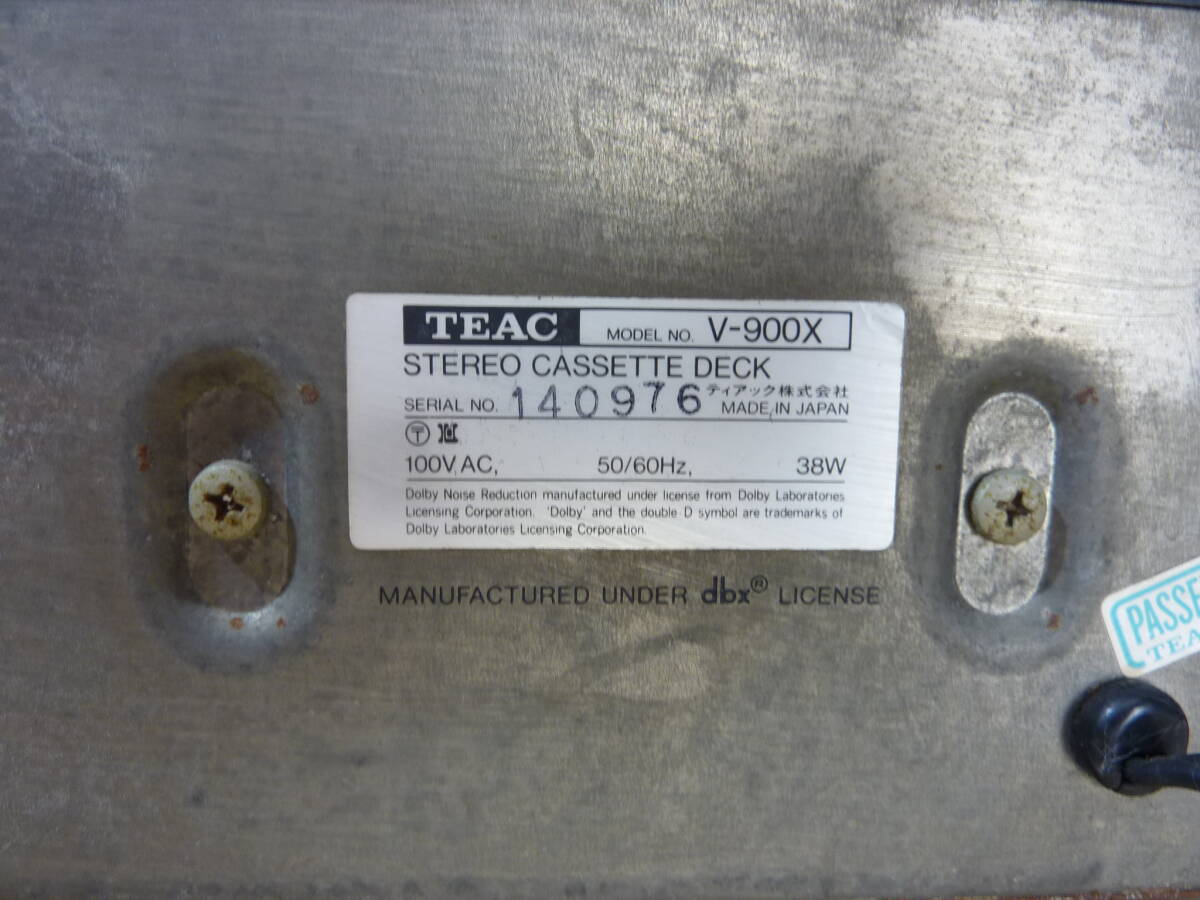 TEAC MODEL NO. V-900X
STEREO CASSETTE DECK
SERIAL NO. 140976 ティアック株式会社
MADE IN JAPAN
〒
100V AC, 50/60Hz, 38W
Dolby Noise Reduction manufactured under license from Dolby Laboratories
Licensing Corporation. 'Dolby' and the double-D symbol are trademarks of
Dolby Laboratories Licensing Corporation.
MANUFACTURED UNDER dbx® LICENSE